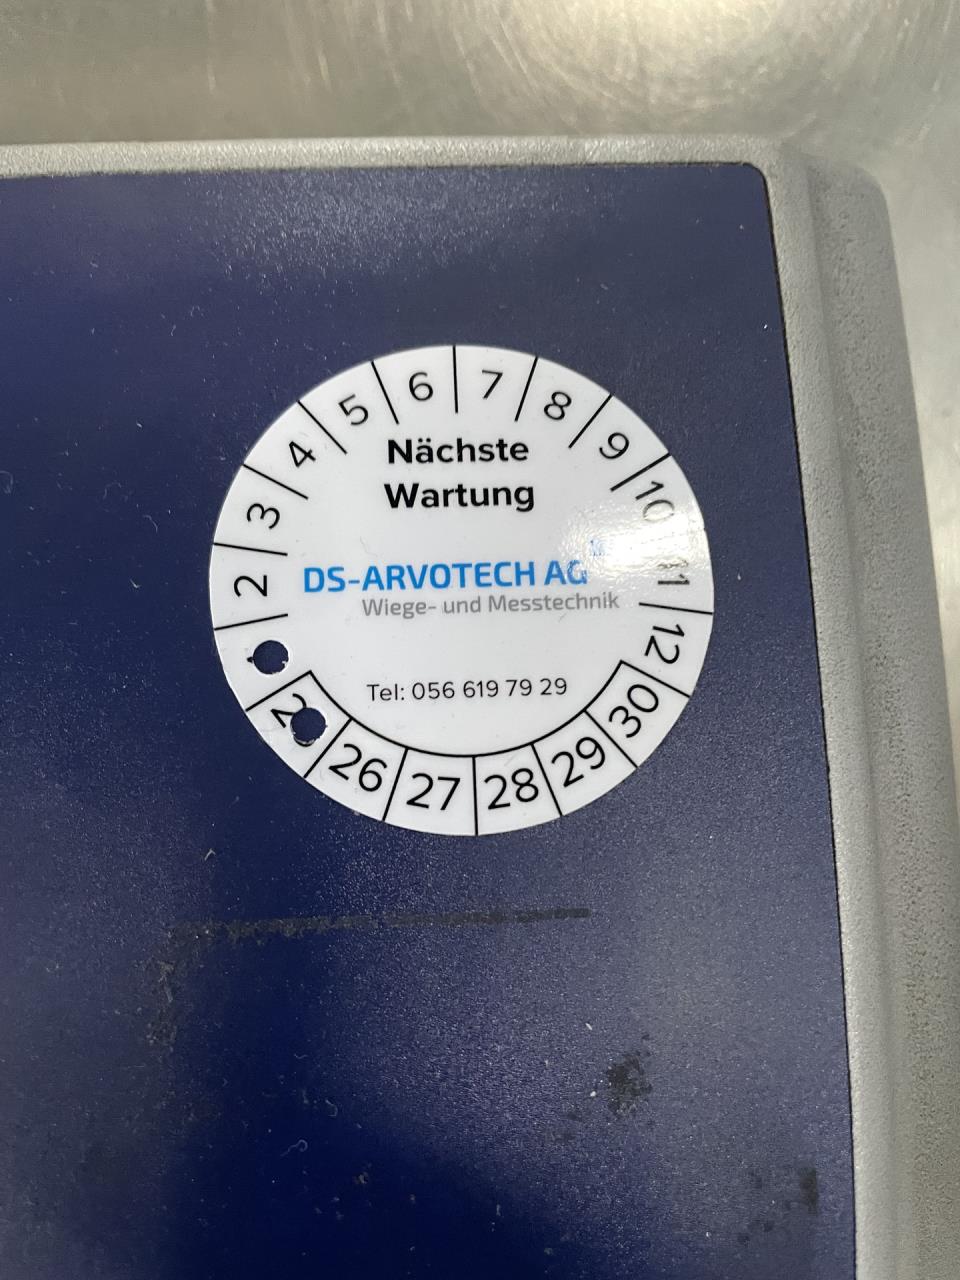 2 3 4 5 6 7 8 9 10 11 12
Nächste
Wartung
DS-ARVOTECH AG
Wiege- und Messtechnik
Tel: 056 619 79 29
26 27 28 29 30